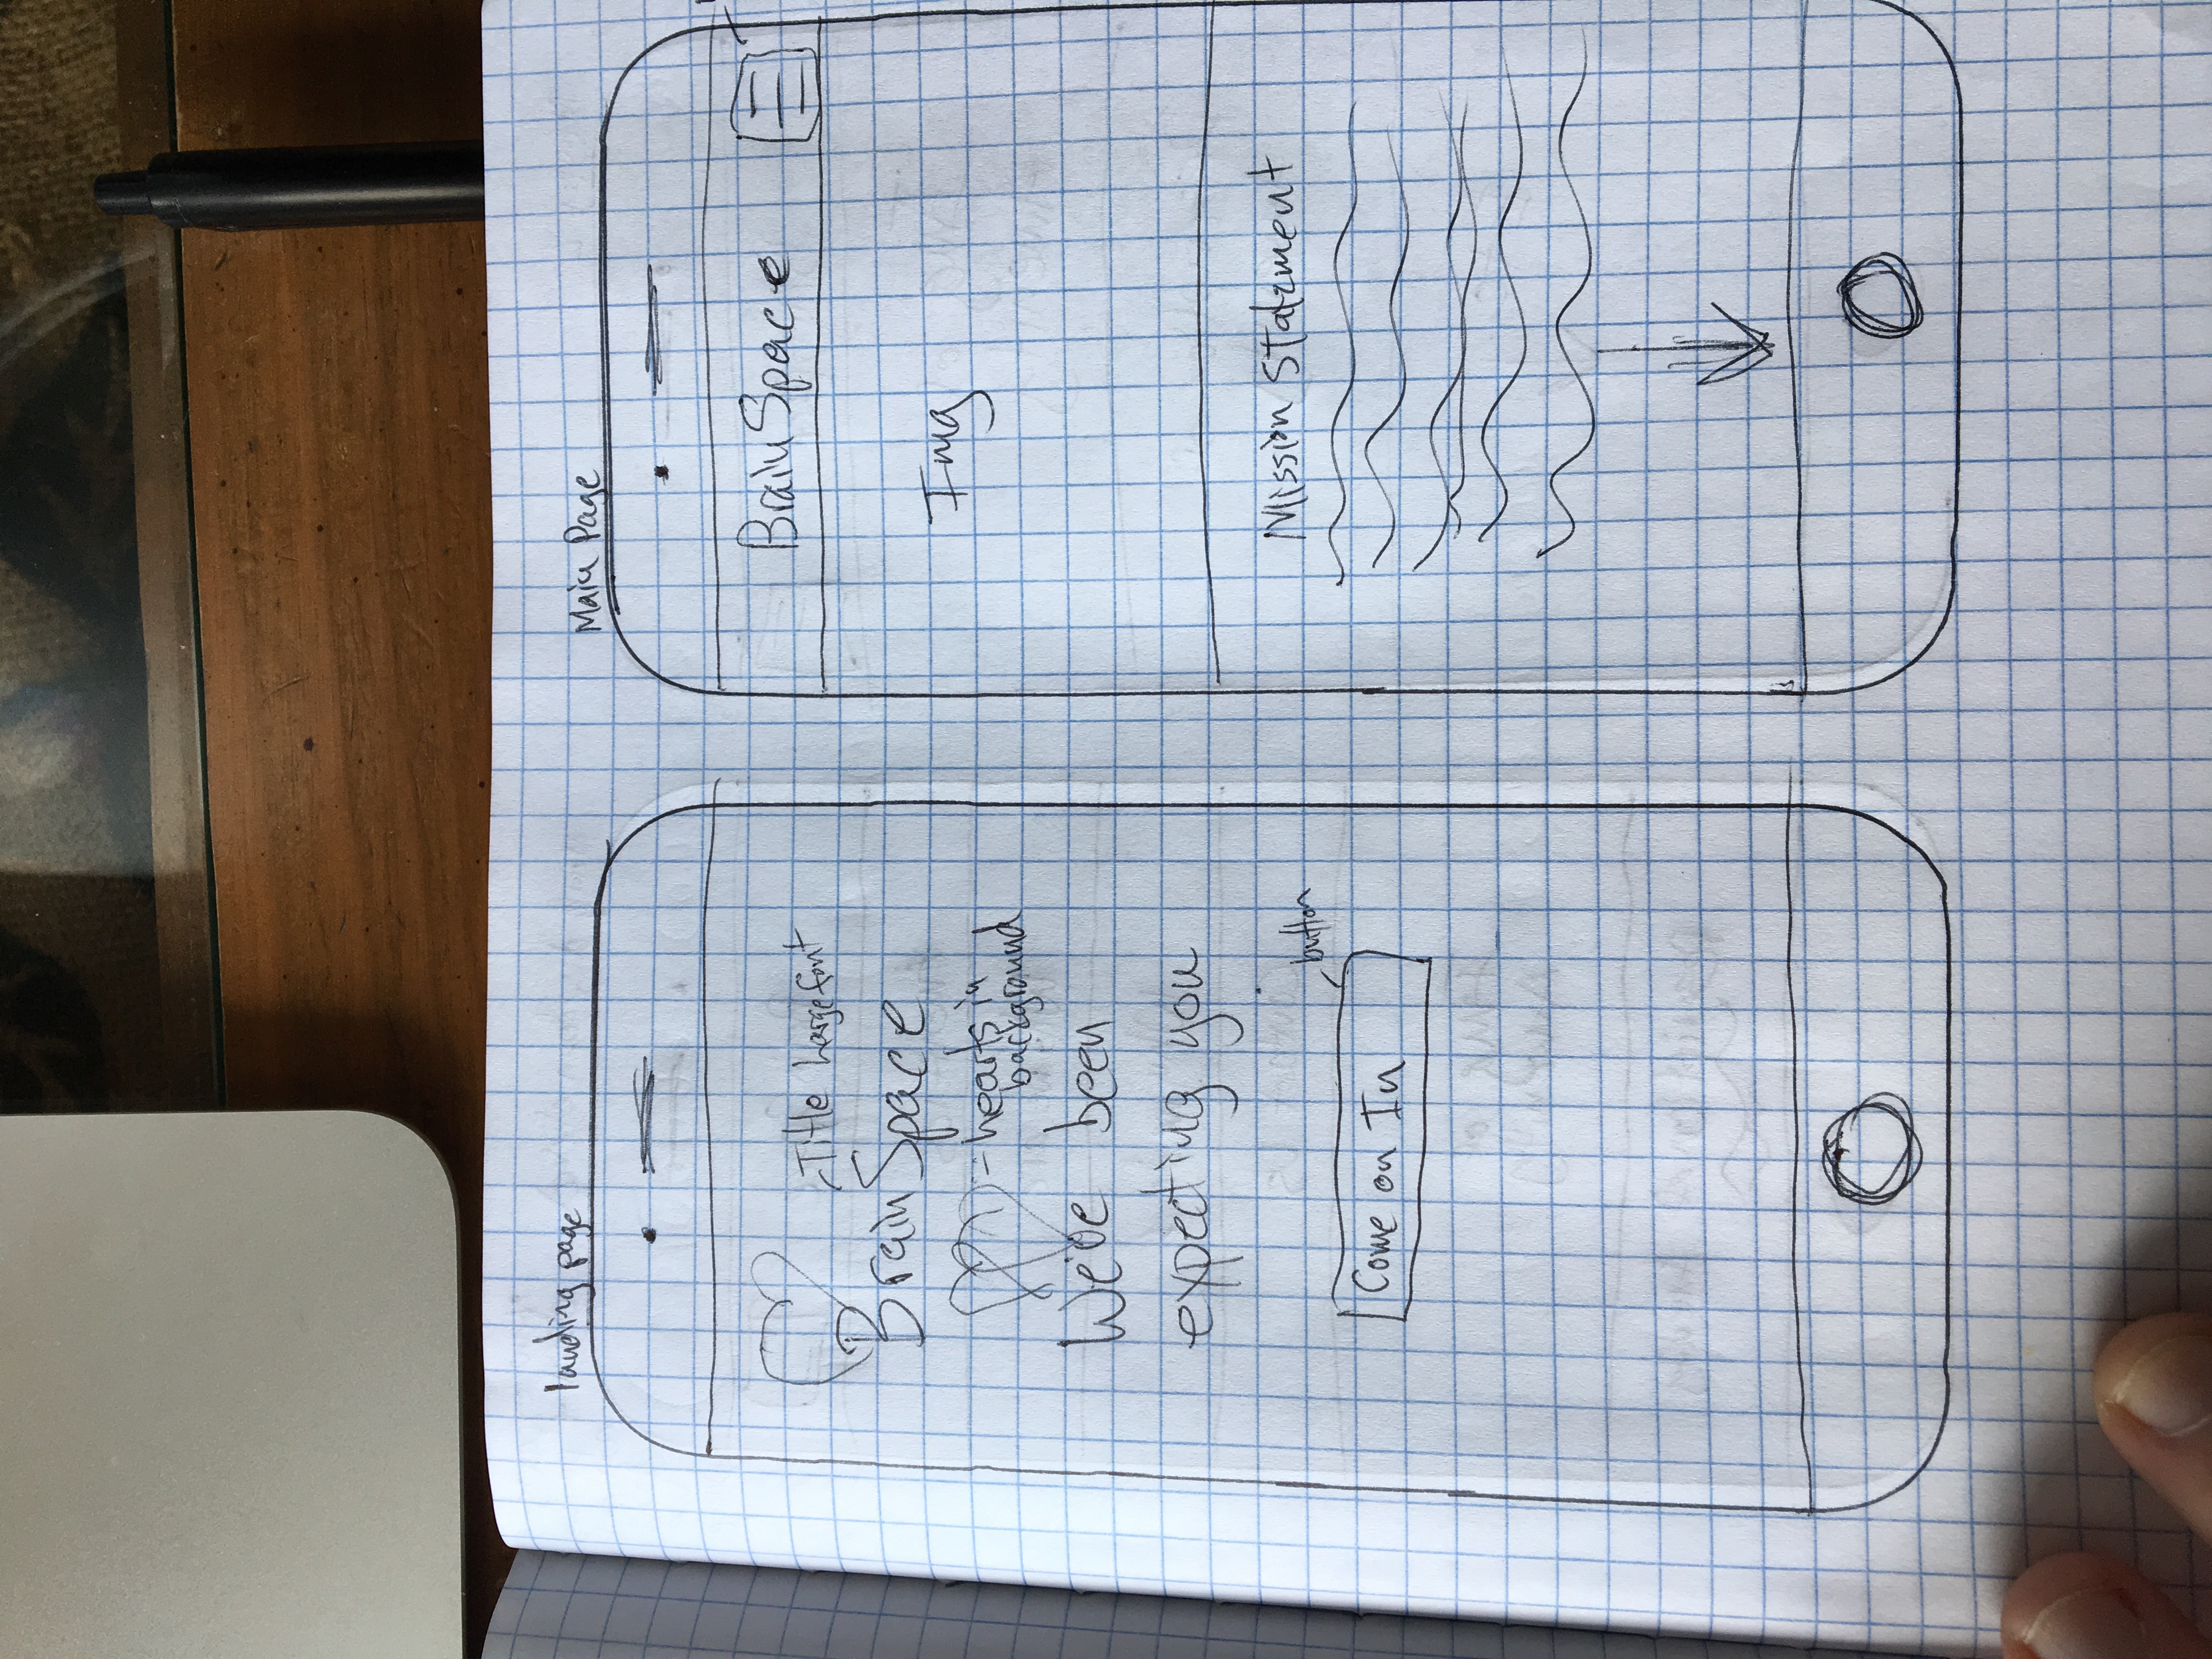 landing page
Title Large font
BrainSpace
hearts in
background
We've been
expecting you
button
Come on In
Main Page
BrainSpace
Img
Mission Statement